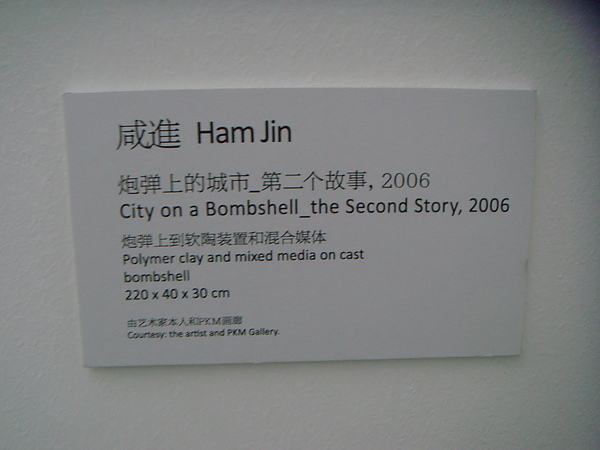 咸進 Ham Jin
炮弹上的城市_第二个故事, 2006
City on a Bombshell_the Second Story, 2006
炮弹上到软陶装置和混合媒体
Polymer clay and mixed media on cast
bombshell
220 x 40 x 30 cm
由艺术家本人和PKM画廊
Courtesy: the artist and PKM Gallery.